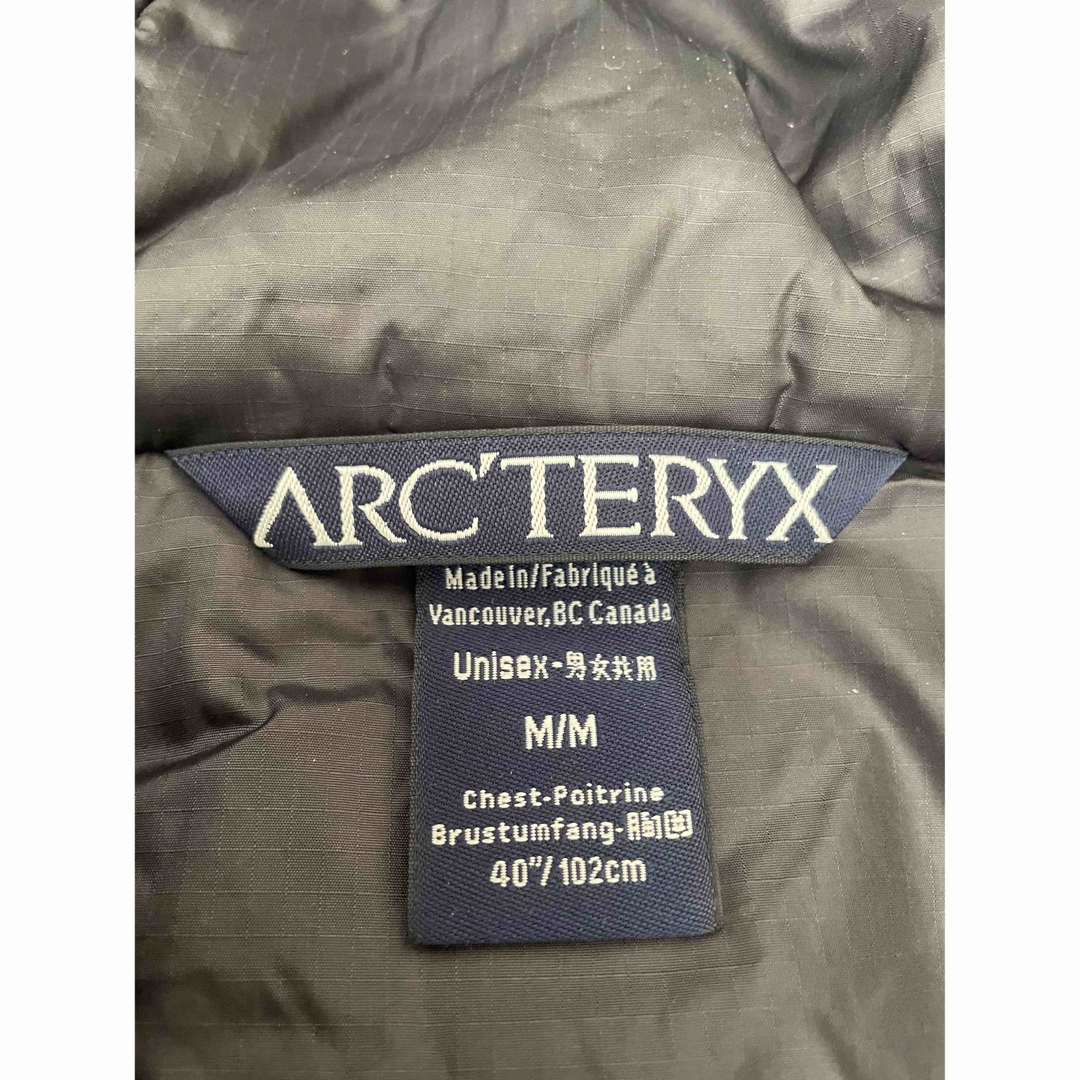 ARC'TERYX
Made In/Fabriqué à
Vancouver, BC Canada
Unisex-男女共用
M/M
Chest-Poitrine
Brustumfang-胸囲
40"/102cm